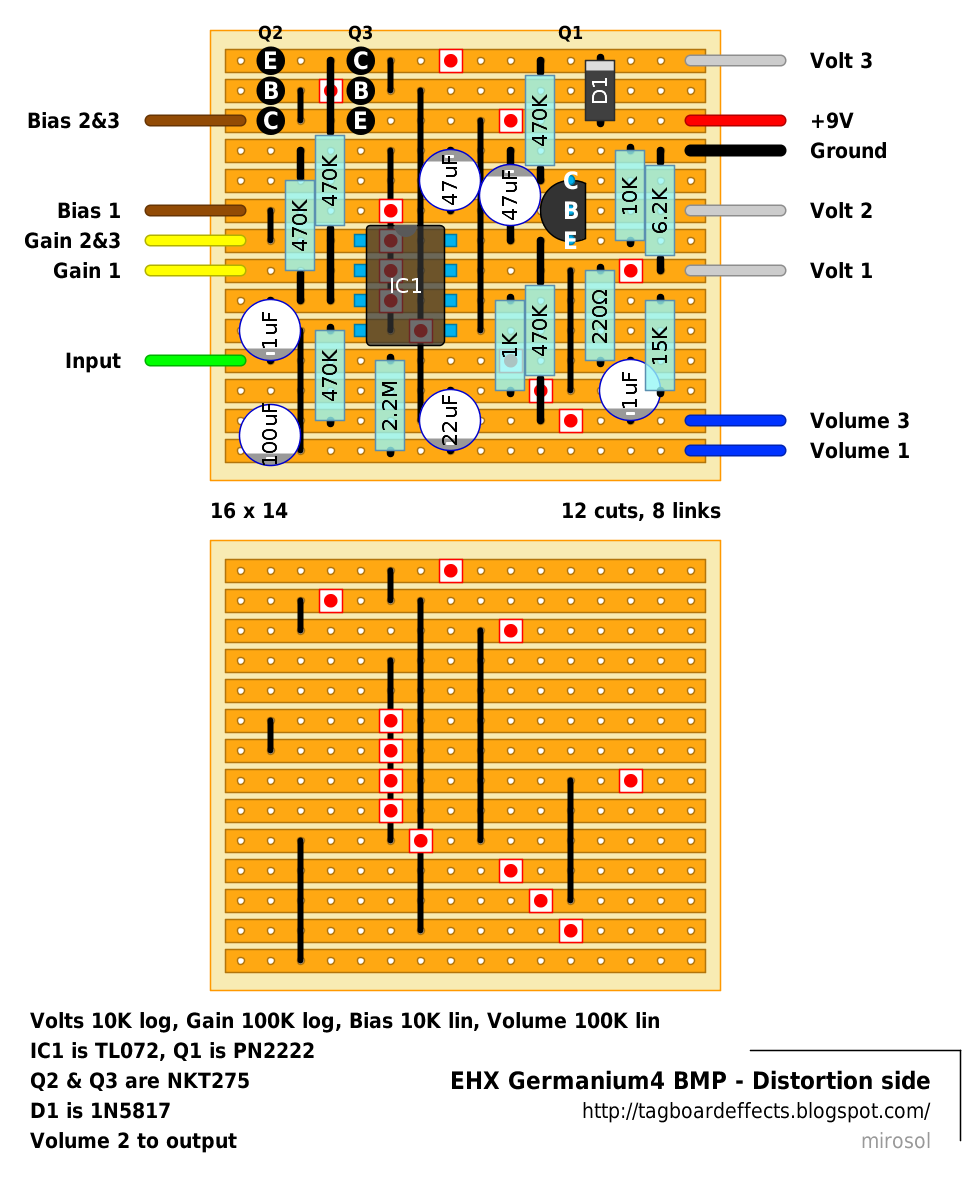 Q2 Q3 Q1
E C Volt 3
B B D1
Bias 2&3 C E 470K +9V
Ground
470K 47uF 47uF C 10K
Bias 1 470K B 6.2K Volt 2
Gain 2&3 E
Gain 1 Volt 1
IC1
1uF 1K 470K 220Ω 15K
Input 470K
2.2M 1uF
100uF 22uF Volume 3
Volume 1
16 x 14 12 cuts, 8 links
Volts 10K log, Gain 100K log, Bias 10K lin, Volume 100K lin
IC1 is TL072, Q1 is PN2222
Q2 & Q3 are NKT275
D1 is 1N5817
Volume 2 to output
EHX Germanium4 BMP - Distortion side
http://tagboardeffects.blogspot.com/
mirosol